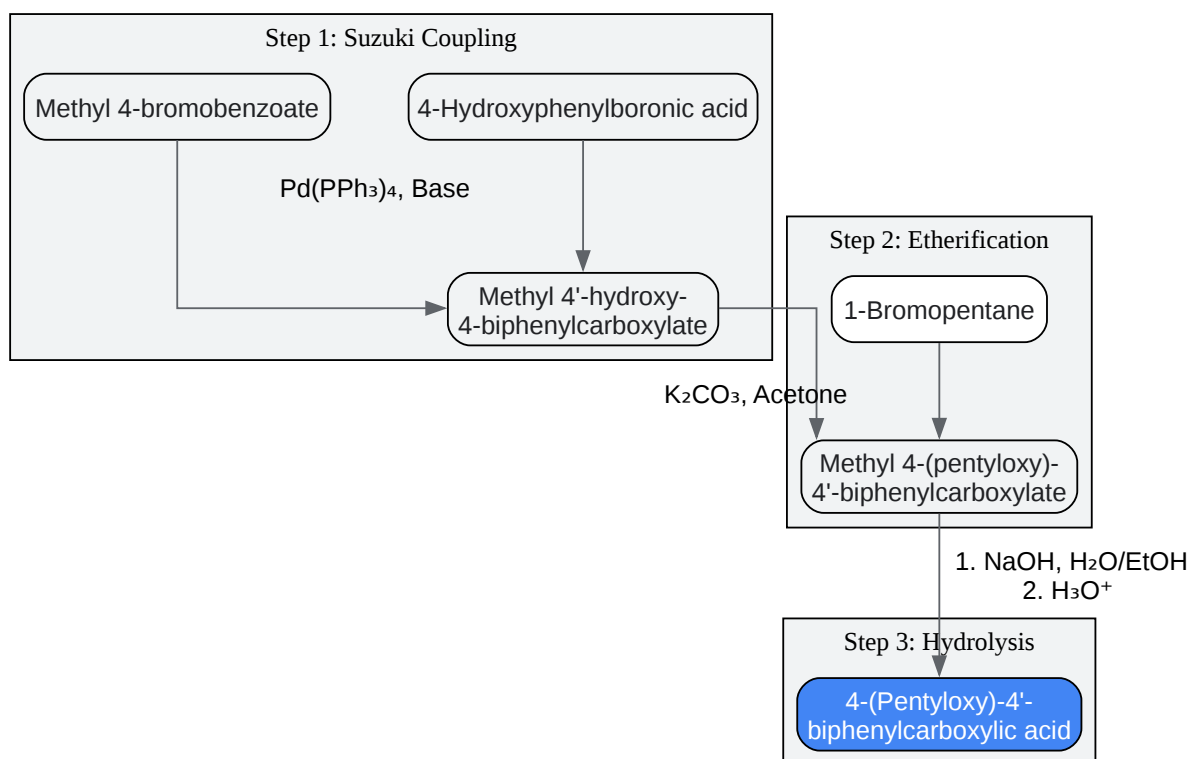 Step 1: Suzuki Coupling
Methyl 4-bromobenzoate
4-Hydroxyphenylboronic acid
Pd(PPh₃)₄, Base
Methyl 4'-hydroxy-
4-biphenylcarboxylate
Step 2: Etherification
1-Bromopentane
K₂CO₃, Acetone
Methyl 4-(pentyloxy)-
4'-biphenylcarboxylate
1. NaOH, H₂O/EtOH
2. H₃O⁺
Step 3: Hydrolysis
4-(Pentyloxy)-4'-
biphenylcarboxylic acid